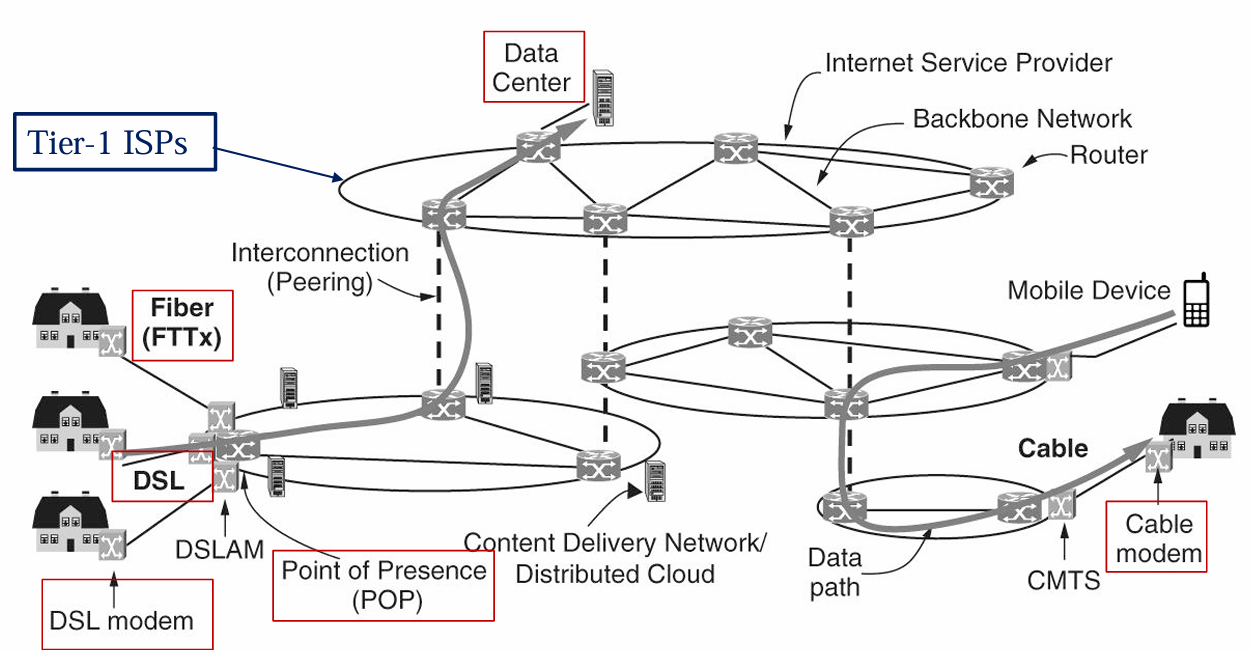 Data
Center
Internet Service Provider
Backbone Network
Router
Tier-1 ISPs
Interconnection
(Peering)
Mobile Device
Fiber
(FTTx)
Cable
DSL
DSLAM
Content Delivery Network/
Distributed Cloud
Point of Presence
(POP)
Data
path
CMTS
Cable
modem
DSL modem